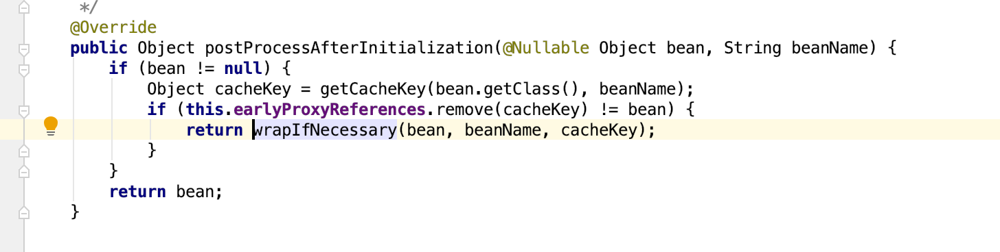 */
@Override
public Object postProcessAfterInitialization(@Nullable Object bean, String beanName) {
if (bean != null) {
Object cacheKey = getCacheKey(bean.getClass(), beanName);
if (this.earlyProxyReferences.remove(cacheKey) != bean) {
return wrapIfNecessary(bean, beanName, cacheKey);
}
}
return bean;
}